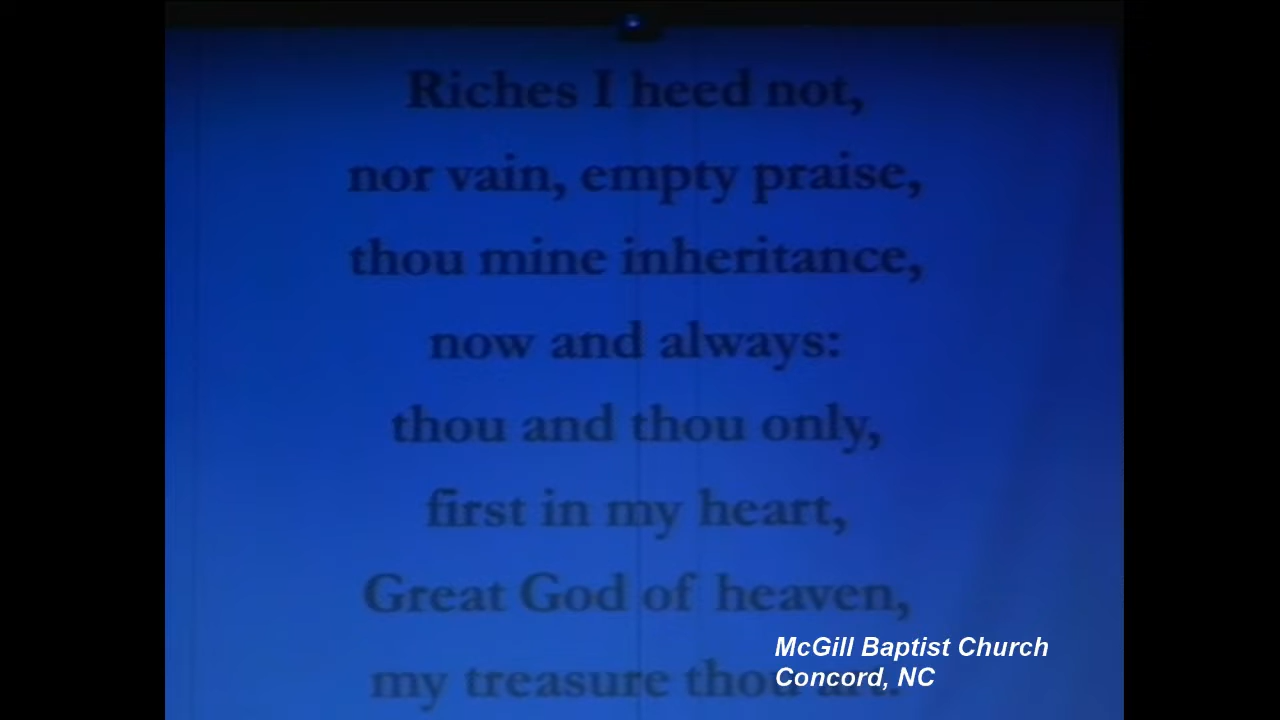 Riches I heed not,
nor vain, empty praise,
thou mine inheritance,
now and always:
thou and thou only,
first in my heart,
Great God of heaven,
my treasure thou
McGill Baptist Church
Concord, NC